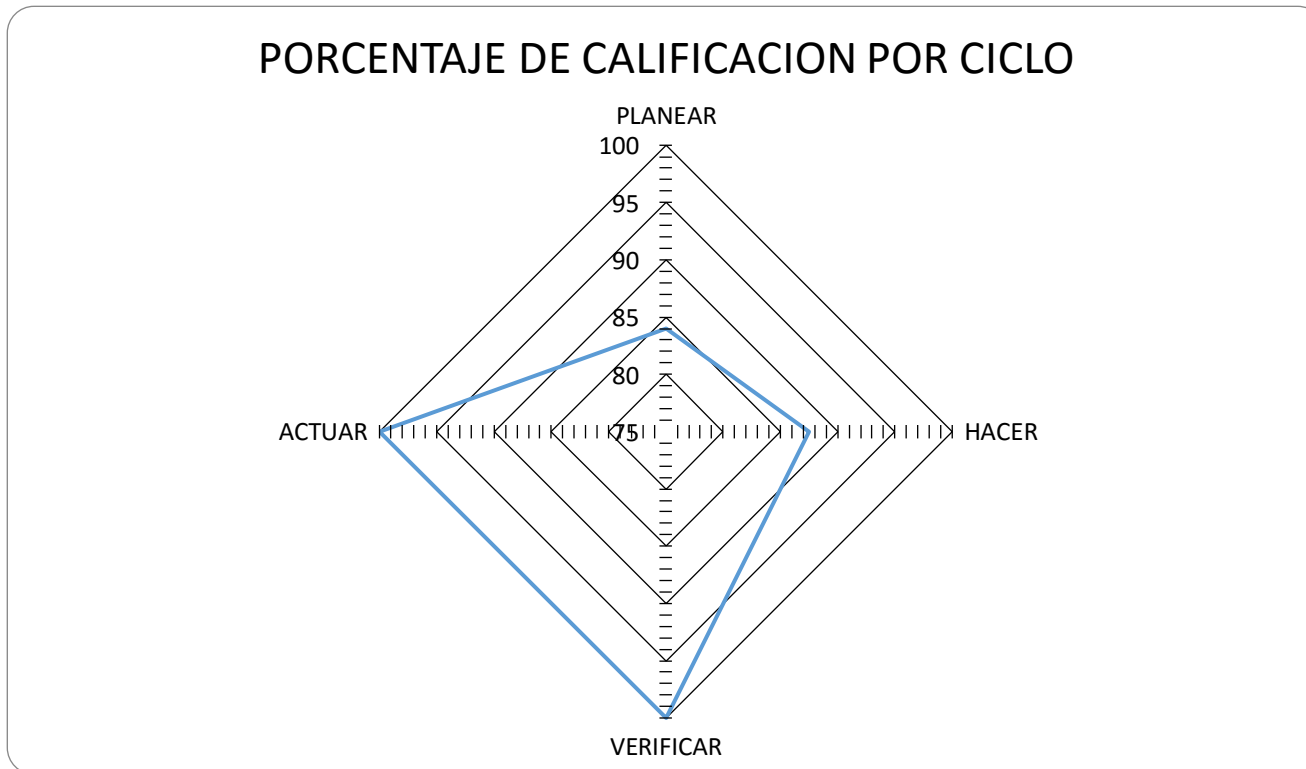 PORCENTAJE DE CALIFICACION POR CICLO
PLANEAR
100
95
90
85
80
ACTUAR
75
HACER
VERIFICAR